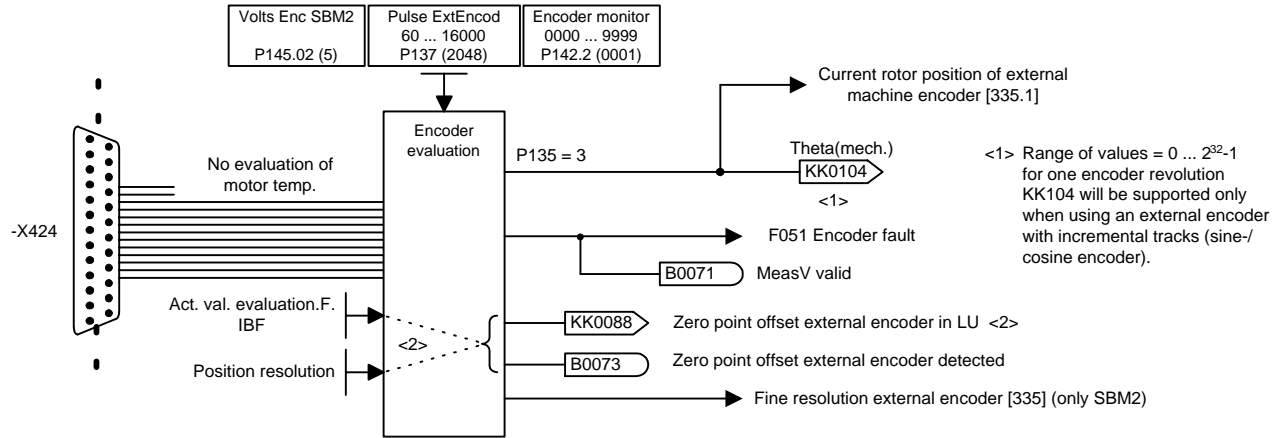 Volts Enc SBM2
P145.02 (5)
Pulse ExtEncod
60 ... 16000
P137 (2048)
Encoder monitor
0000 ... 9999
P142.2 (0001)
Current rotor position of external
machine encoder [335.1]
Encoder
evaluation
P135 = 3
Theta(mech.)
KK0104
<1>
<1> Range of values = 0 ... 2³²-1
for one encoder revolution
KK104 will be supported only
when using an external encoder
with incremental tracks (sine-/
cosine encoder).
No evaluation of
motor temp.
-X424
F051 Encoder fault
B0071
MeasV valid
Act. val. evaluation.F.
IBF
<2>
KK0088
Zero point offset external encoder in LU <2>
Position resolution
B0073
Zero point offset external encoder detected
Fine resolution external encoder [335] (only SBM2)